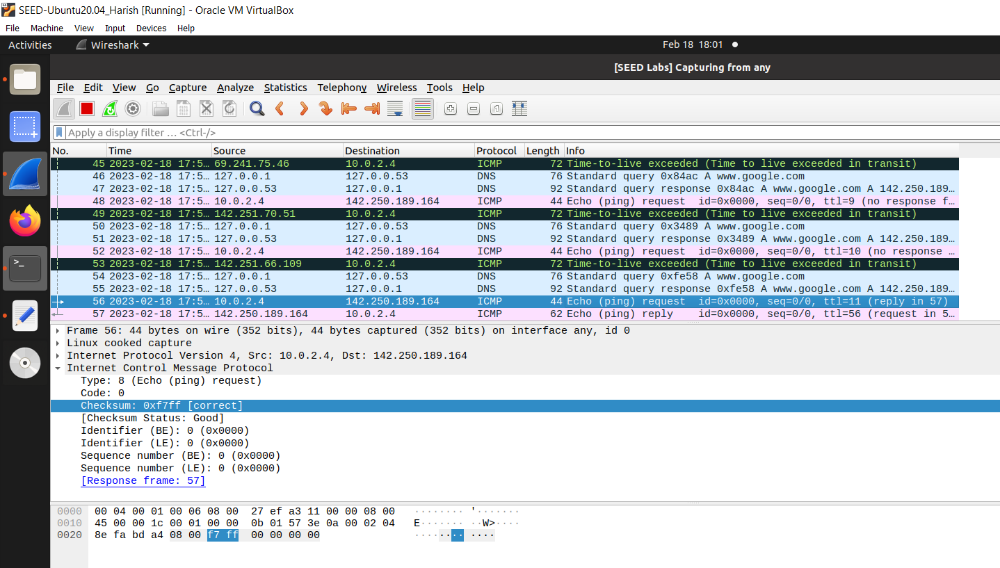 SEED-Ubuntu20.04_Harish [Running] - Oracle VM VirtualBox
File Machine View Input Devices Help
Activities Wireshark Feb 18 18:01
[SEED Labs] Capturing from any
File Edit View Go Capture Analyze Statistics Telephony Wireless Tools Help
Apply a display filter … <Ctrl-/>
No. Time Source Destination Protocol Length Info
45 2023-02-18 17:5… 69.241.75.46 10.0.2.4 ICMP 72 Time-to-live exceeded (Time to live exceeded in transit)
46 2023-02-18 17:5… 127.0.0.1 127.0.0.53 DNS 76 Standard query 0x84ac A www.google.com
47 2023-02-18 17:5… 127.0.0.53 127.0.0.1 DNS 92 Standard query response 0x84ac A www.google.com A 142.250.189…
48 2023-02-18 17:5… 10.0.2.4 142.250.189.164 ICMP 44 Echo (ping) request id=0x0000, seq=0/0, ttl=9 (no response f…
49 2023-02-18 17:5… 142.251.70.51 10.0.2.4 ICMP 72 Time-to-live exceeded (Time to live exceeded in transit)
50 2023-02-18 17:5… 127.0.0.1 127.0.0.53 DNS 76 Standard query 0x3489 A www.google.com
51 2023-02-18 17:5… 127.0.0.53 127.0.0.1 DNS 92 Standard query response 0x3489 A www.google.com A 142.250.189…
52 2023-02-18 17:5… 10.0.2.4 142.250.189.164 ICMP 44 Echo (ping) request id=0x0000, seq=0/0, ttl=10 (no response …
53 2023-02-18 17:5… 142.251.66.109 10.0.2.4 ICMP 72 Time-to-live exceeded (Time to live exceeded in transit)
54 2023-02-18 17:5… 127.0.0.1 127.0.0.53 DNS 76 Standard query 0xfe58 A www.google.com
55 2023-02-18 17:5… 127.0.0.53 127.0.0.1 DNS 92 Standard query response 0xfe58 A www.google.com A 142.250.189…
56 2023-02-18 17:5… 10.0.2.4 142.250.189.164 ICMP 44 Echo (ping) request id=0x0000, seq=0/0, ttl=11 (reply in 57)
57 2023-02-18 17:5… 142.250.189.164 10.0.2.4 ICMP 62 Echo (ping) reply id=0x0000, seq=0/0, ttl=56 (request in 5…
Frame 56: 44 bytes on wire (352 bits), 44 bytes captured (352 bits) on interface any, id 0
Linux cooked capture
Internet Protocol Version 4, Src: 10.0.2.4, Dst: 142.250.189.164
Internet Control Message Protocol
Type: 8 (Echo (ping) request)
Code: 0
Checksum: 0xf7ff [correct]
[Checksum Status: Good]
Identifier (BE): 0 (0x0000)
Identifier (LE): 0 (0x0000)
Sequence number (BE): 0 (0x0000)
Sequence number (LE): 0 (0x0000)
[Response frame: 57]
0000 00 04 00 01 00 06 08 00 27 ef a3 11 00 00 08 00 ········ '·······
0010 45 00 00 1c 00 01 00 00 0b 01 57 3e 0a 00 02 04 E······· ··W>····
0020 8e fa bd a4 08 00 f7 ff 00 00 00 00 ········ ····